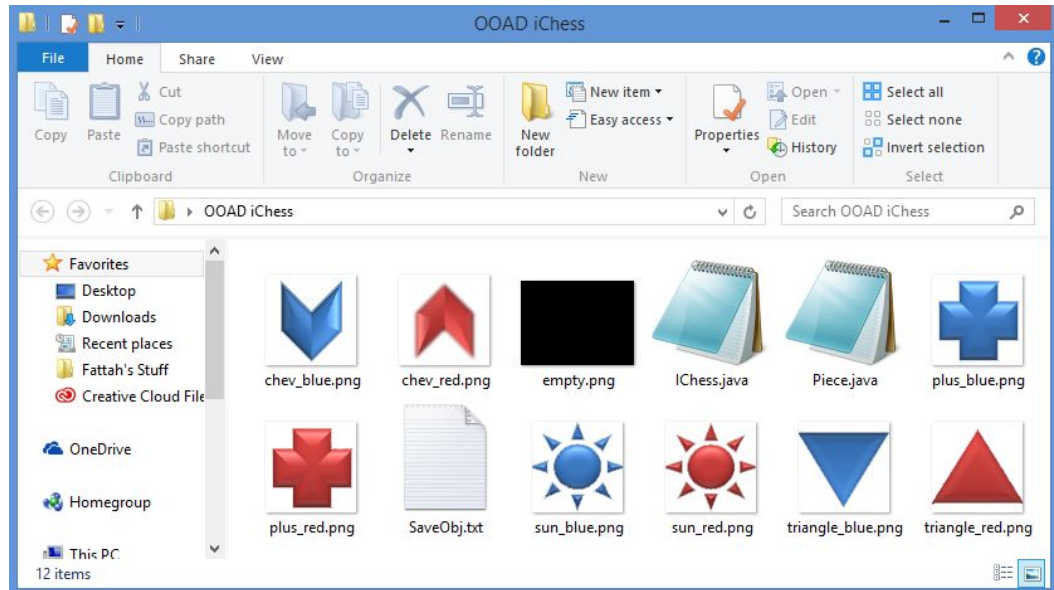 OOAD iChess
File Home Share View
Copy
Paste
Cut
Copy path
Paste shortcut
Clipboard
Move to
Copy to
Delete
Rename
Organize
New folder
New item
Easy access
New
Properties
Open
Edit
History
Open
Select all
Select none
Invert selection
Select
OOAD iChess
Search OOAD iChess
Favorites
Desktop
Downloads
Recent places
Fattah's Stuff
Creative Cloud File
OneDrive
Homegroup
This PC
chev_blue.png chev_red.png empty.png IChess.java Piece.java plus_blue.png
plus_red.png SaveObj.txt sun_blue.png sun_red.png triangle_blue.png triangle_red.png
12 items